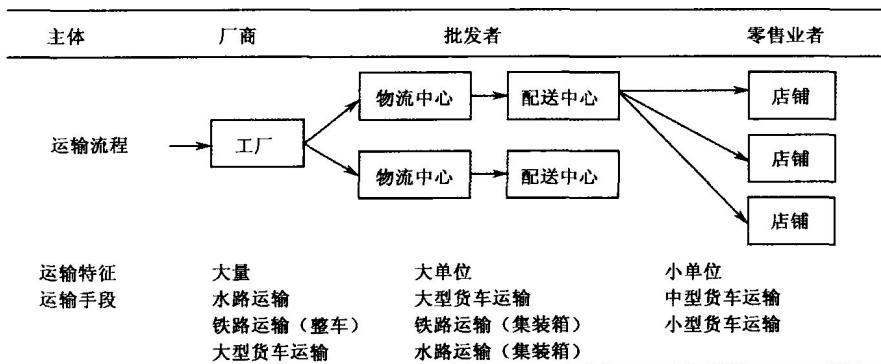 主体 厂商 批发者 零售业者
物流中心 配送中心 店铺
运输流程 工厂 店铺
物流中心 配送中心
店铺
运输特征 大量 大单位 小单位
运输手段 水路运输 大型货车运输 中型货车运输
铁路运输（整车） 铁路运输（集装箱） 小型货车运输
大型货车运输 水路运输（集装箱）